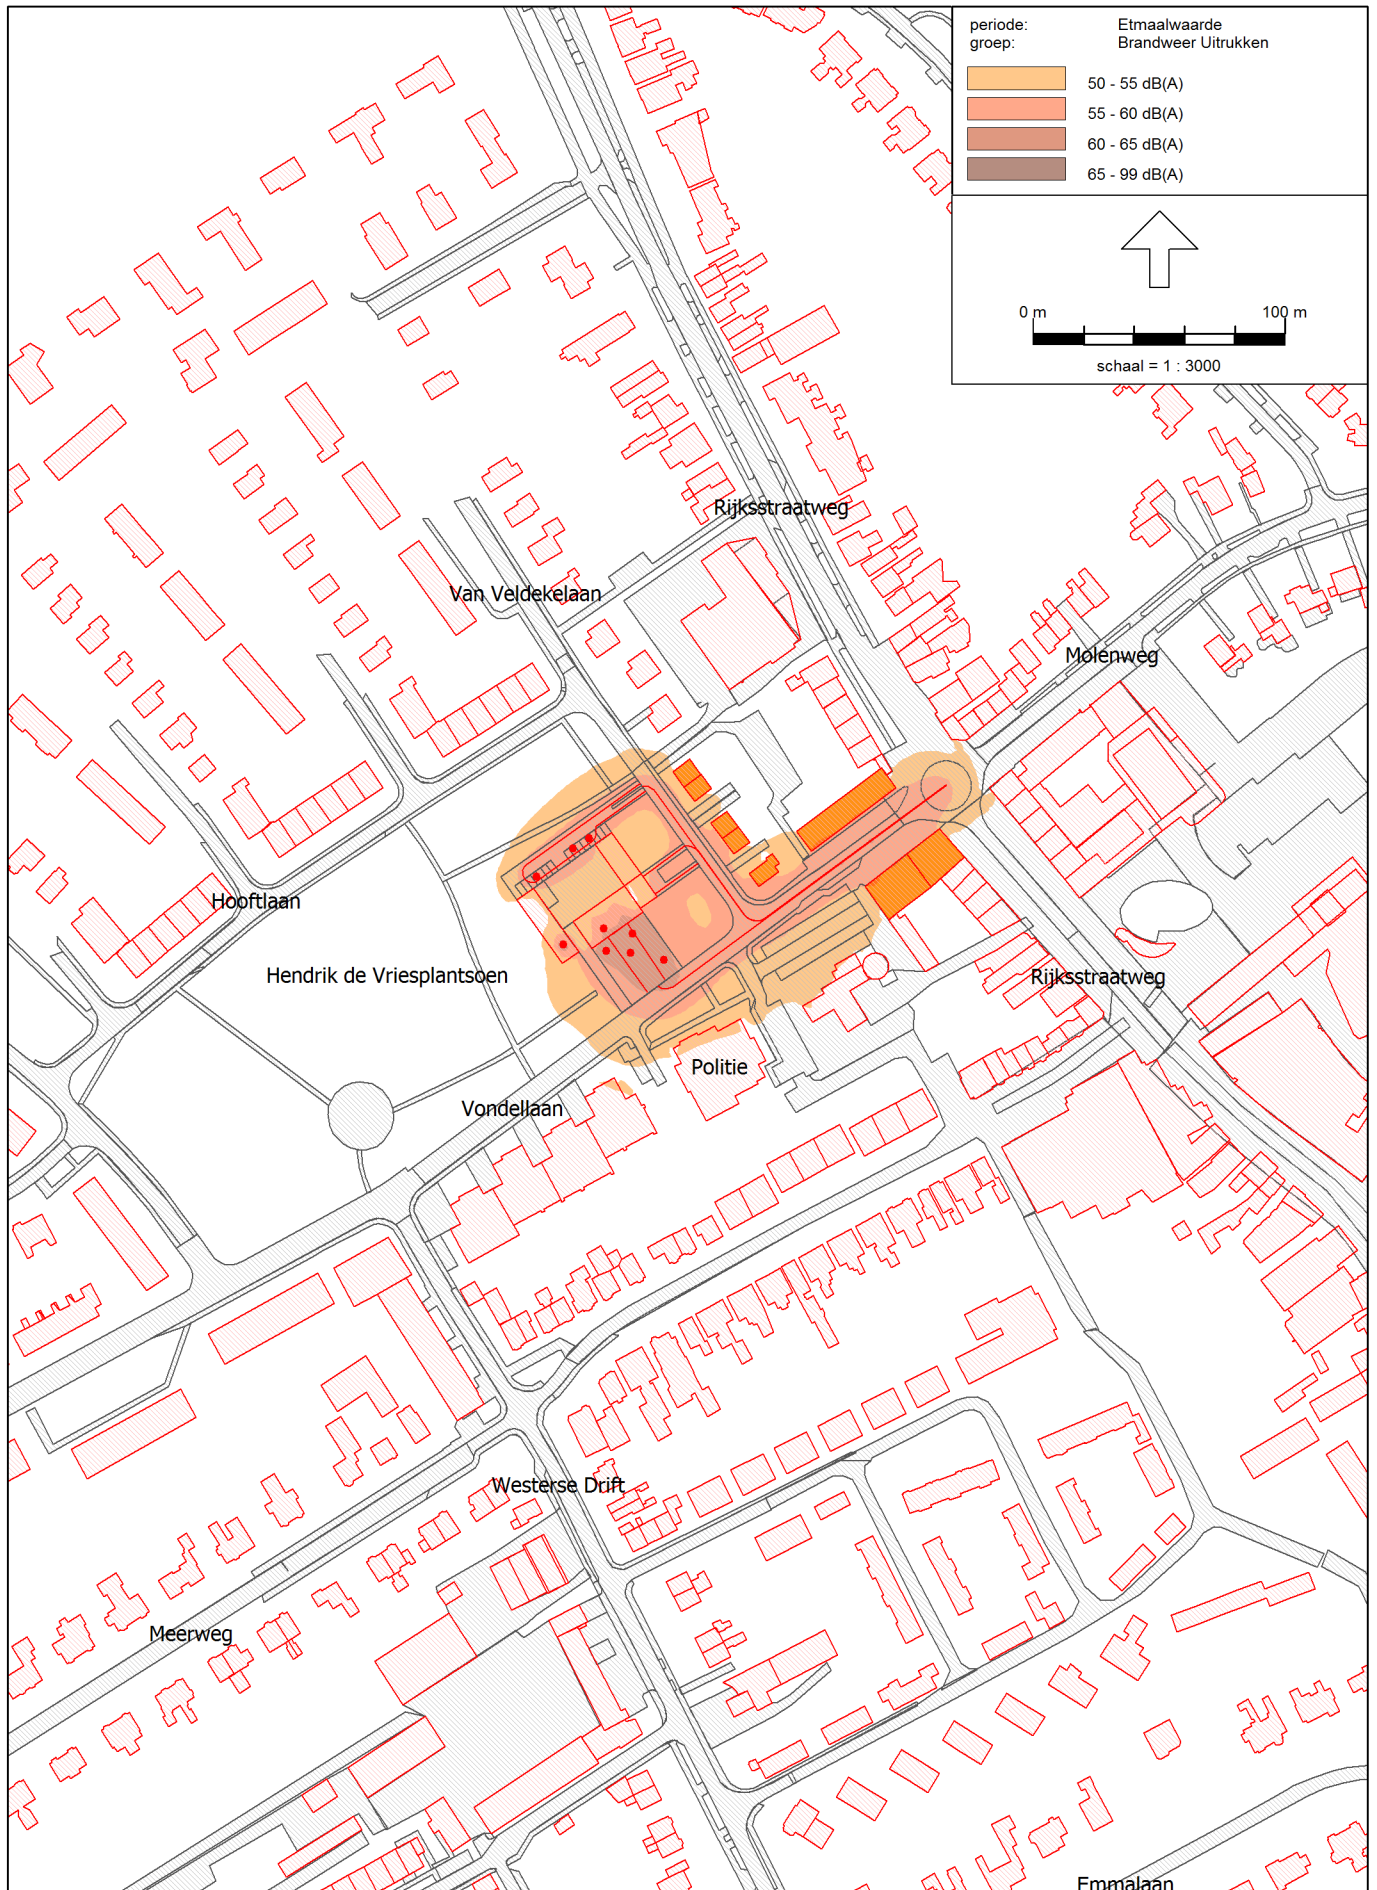 periode: Etmaalwaarde
groep: Brandweer Uitrukken
50 - 55 dB(A)
55 - 60 dB(A)
60 - 65 dB(A)
65 - 99 dB(A)
0 m 100 m
schaal = 1 : 3000
Rijksstraatweg
Van Veldekelaan
Molenweg
Hooftlaan
Hendrik de Vriesplantsoen
Rijksstraatweg
Politie
Vondellaan
Westerse Drift
Meerweg
Emmalaan